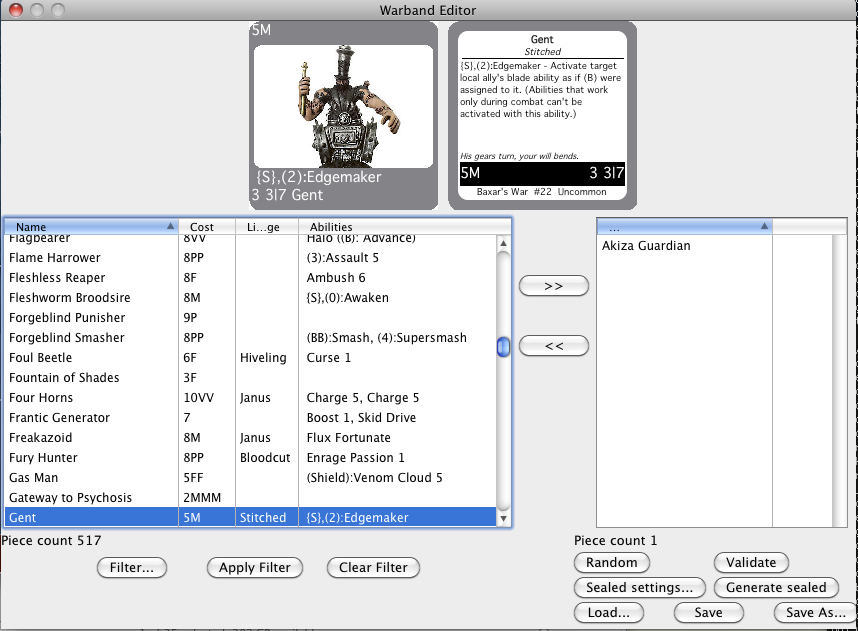 Warband Editor
5M
{S},(2):Edgemaker
3 3|7 Gent
Gent
Stitched
{S},(2):Edgemaker - Activate target
local ally's blade ability as if (B) were
assigned to it. (Abilities that work
only during combat can't be
activated with this ability.)
His gears turn, your will bends.
5M 3 3|7
Baxar's War #22 Uncommon
Name Cost Li...ge Abilities
Flagbearer 8VV Halo ((B): Advance)
Flame Harrower 8PP (3):Assault 5
Fleshless Reaper 8F Ambush 6
Fleshworm Broodsire 8M {S},(0):Awaken
Forgeblind Punisher 9P
Forgeblind Smasher 8PP (BB):Smash, (4):Supersmash
Foul Beetle 6F Hiveling Curse 1
Fountain of Shades 3F
Four Horns 10VV Janus Charge 5, Charge 5
Frantic Generator 7 Boost 1, Skid Drive
Freakazoid 8M Janus Flux Fortunate
Fury Hunter 8PP Bloodcut Enrage Passion 1
Gas Man 5FF (Shield):Venom Cloud 5
Gateway to Psychosis 2MMM
Gent 5M Stitched {S},(2):Edgemaker
>>
<<
...
Akiza Guardian
Piece count 517
Filter... Apply Filter Clear Filter
Piece count 1
Random Validate
Sealed settings... Generate sealed
Load... Save Save As...